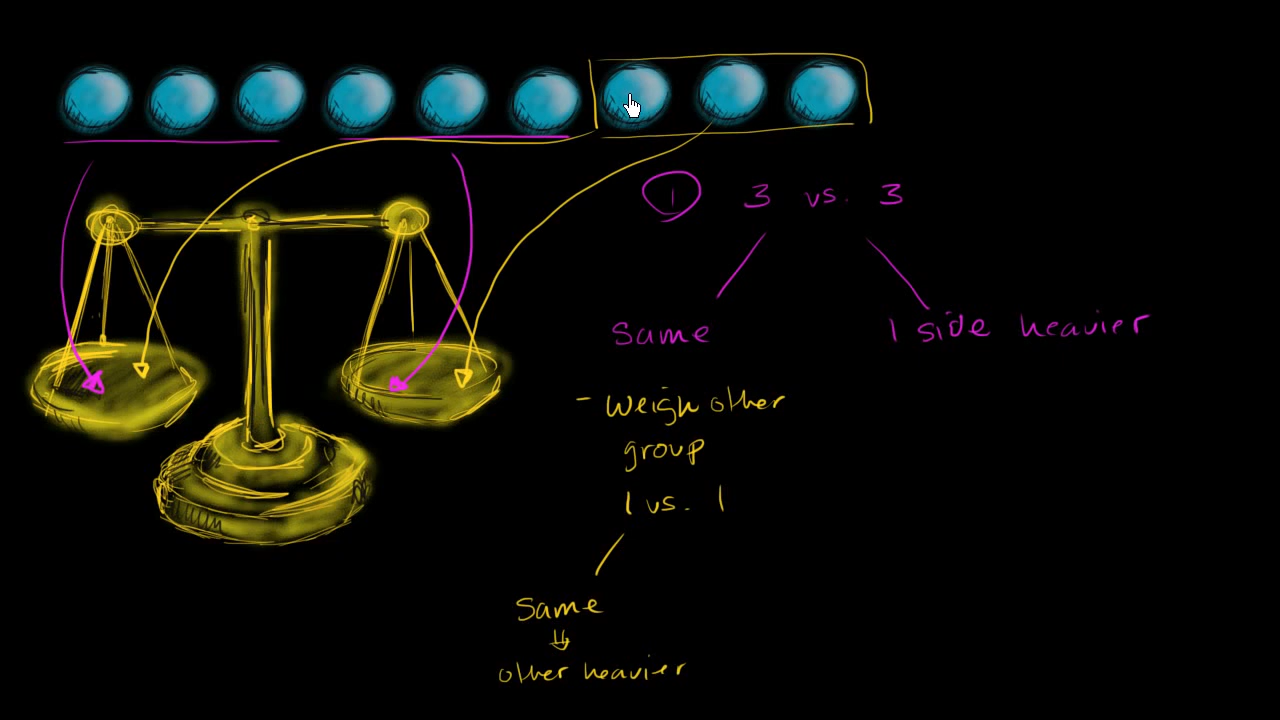 1 3 vs. 3
Same
1 side heavier
- Weigh other
group
1 vs. 1
Same
other heavier